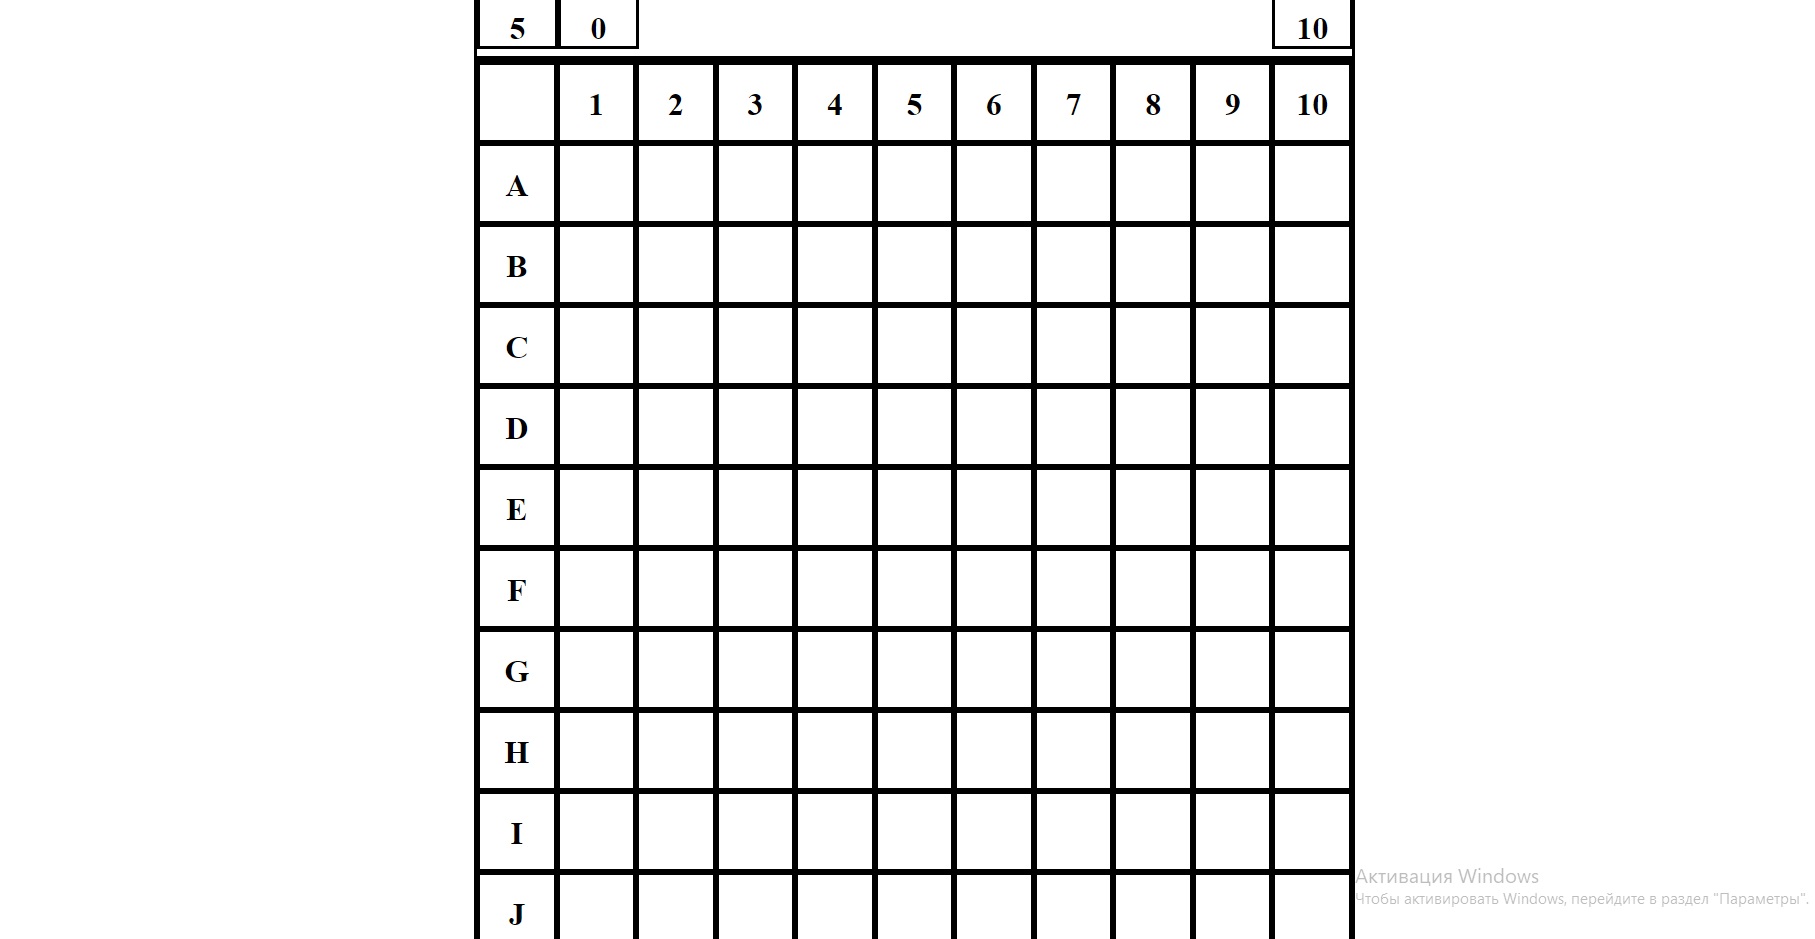 5 0 10
1 2 3 4 5 6 7 8 9 10
A
B
C
D
E
F
G
H
I
J
Активация Windows
Чтобы активировать Windows, перейдите в раздел "Параметры".